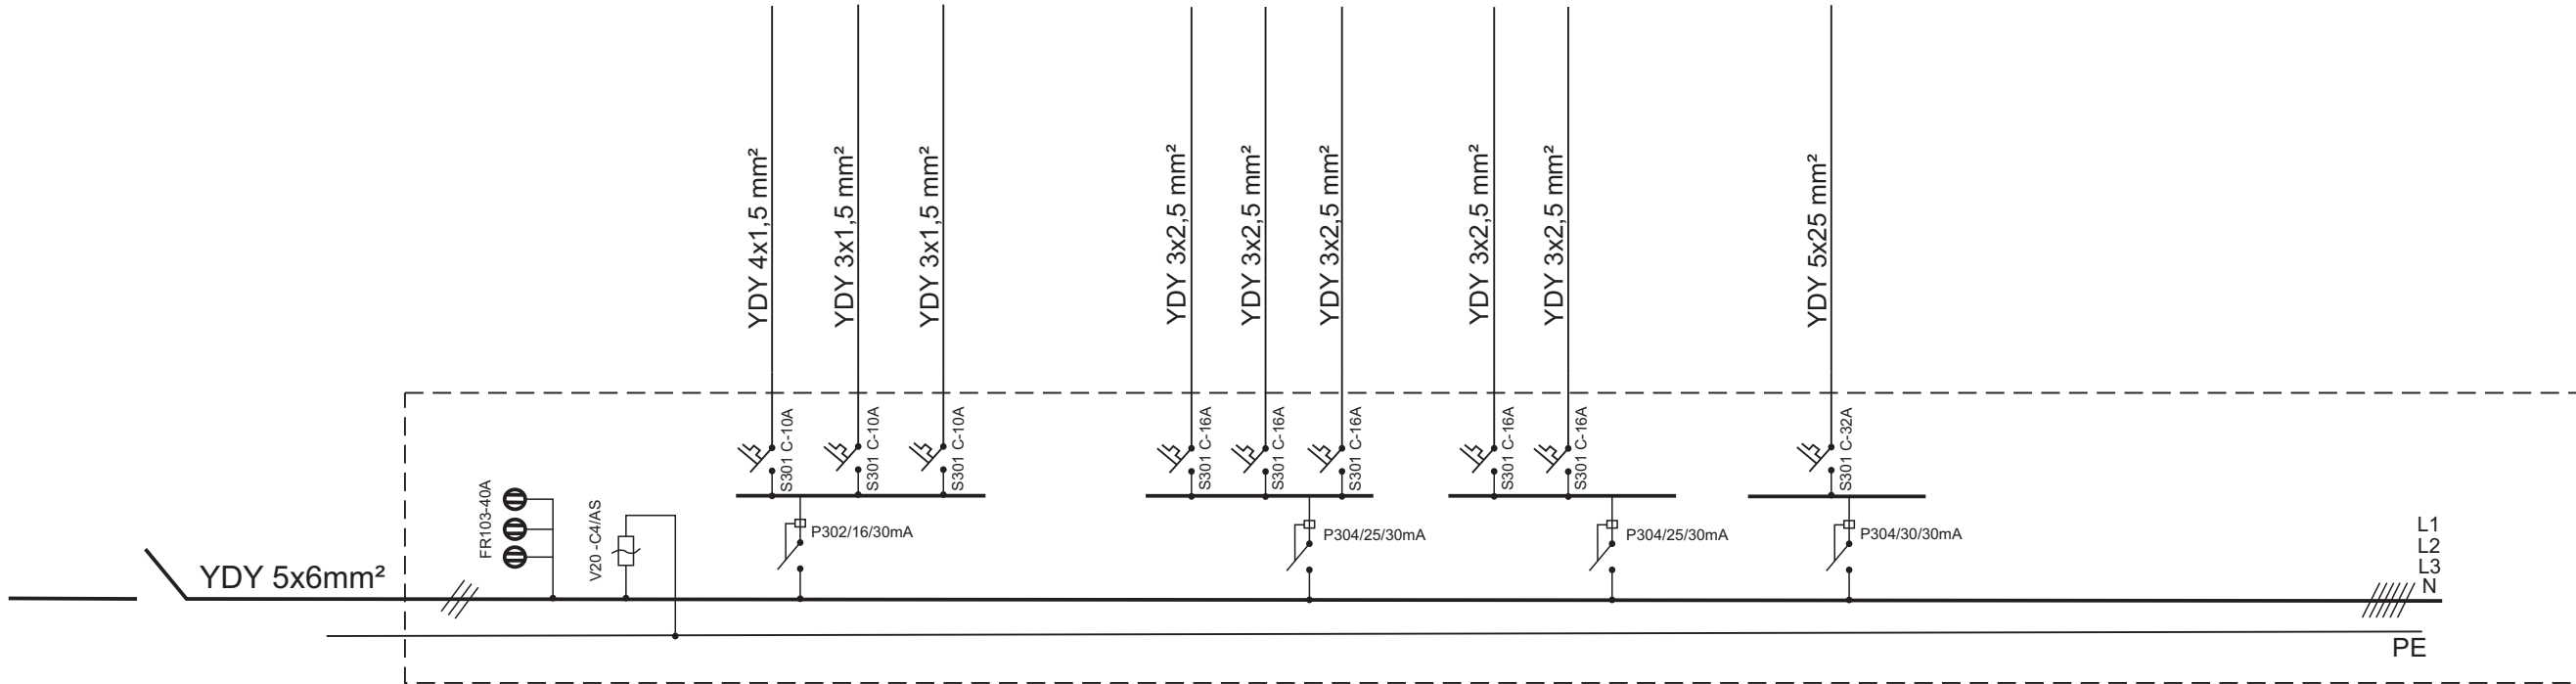 YDY 4x1,5 mm²
YDY 3x1,5 mm²
YDY 3x1,5 mm²
YDY 3x2,5 mm²
YDY 3x2,5 mm²
YDY 3x2,5 mm²
YDY 3x2,5 mm²
YDY 3x2,5 mm²
YDY 5x25 mm²
S301 C-10A
S301 C-10A
S301 C-10A
S301 C-16A
S301 C-16A
S301 C-16A
S301 C-16A
S301 C-16A
S301 C-32A
FR103-40A
V20 -C4/AS
P302/16/30mA
P304/25/30mA
P304/25/30mA
P304/30/30mA
YDY 5x6mm²
L1
L2
L3
N
PE